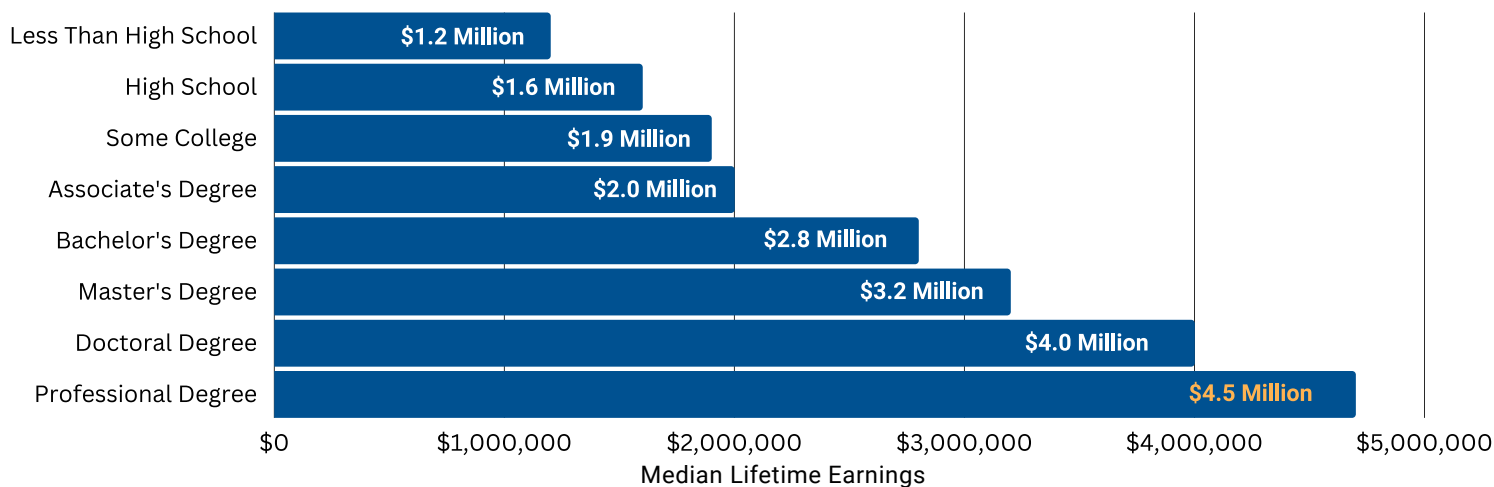 Less Than High School $1.2 Million
High School $1.6 Million
Some College $1.9 Million
Associate's Degree $2.0 Million
Bachelor's Degree $2.8 Million
Master's Degree $3.2 Million
Doctoral Degree $4.0 Million
Professional Degree $4.5 Million
$0 $1,000,000 $2,000,000 $3,000,000 $4,000,000 $5,000,000
Median Lifetime Earnings